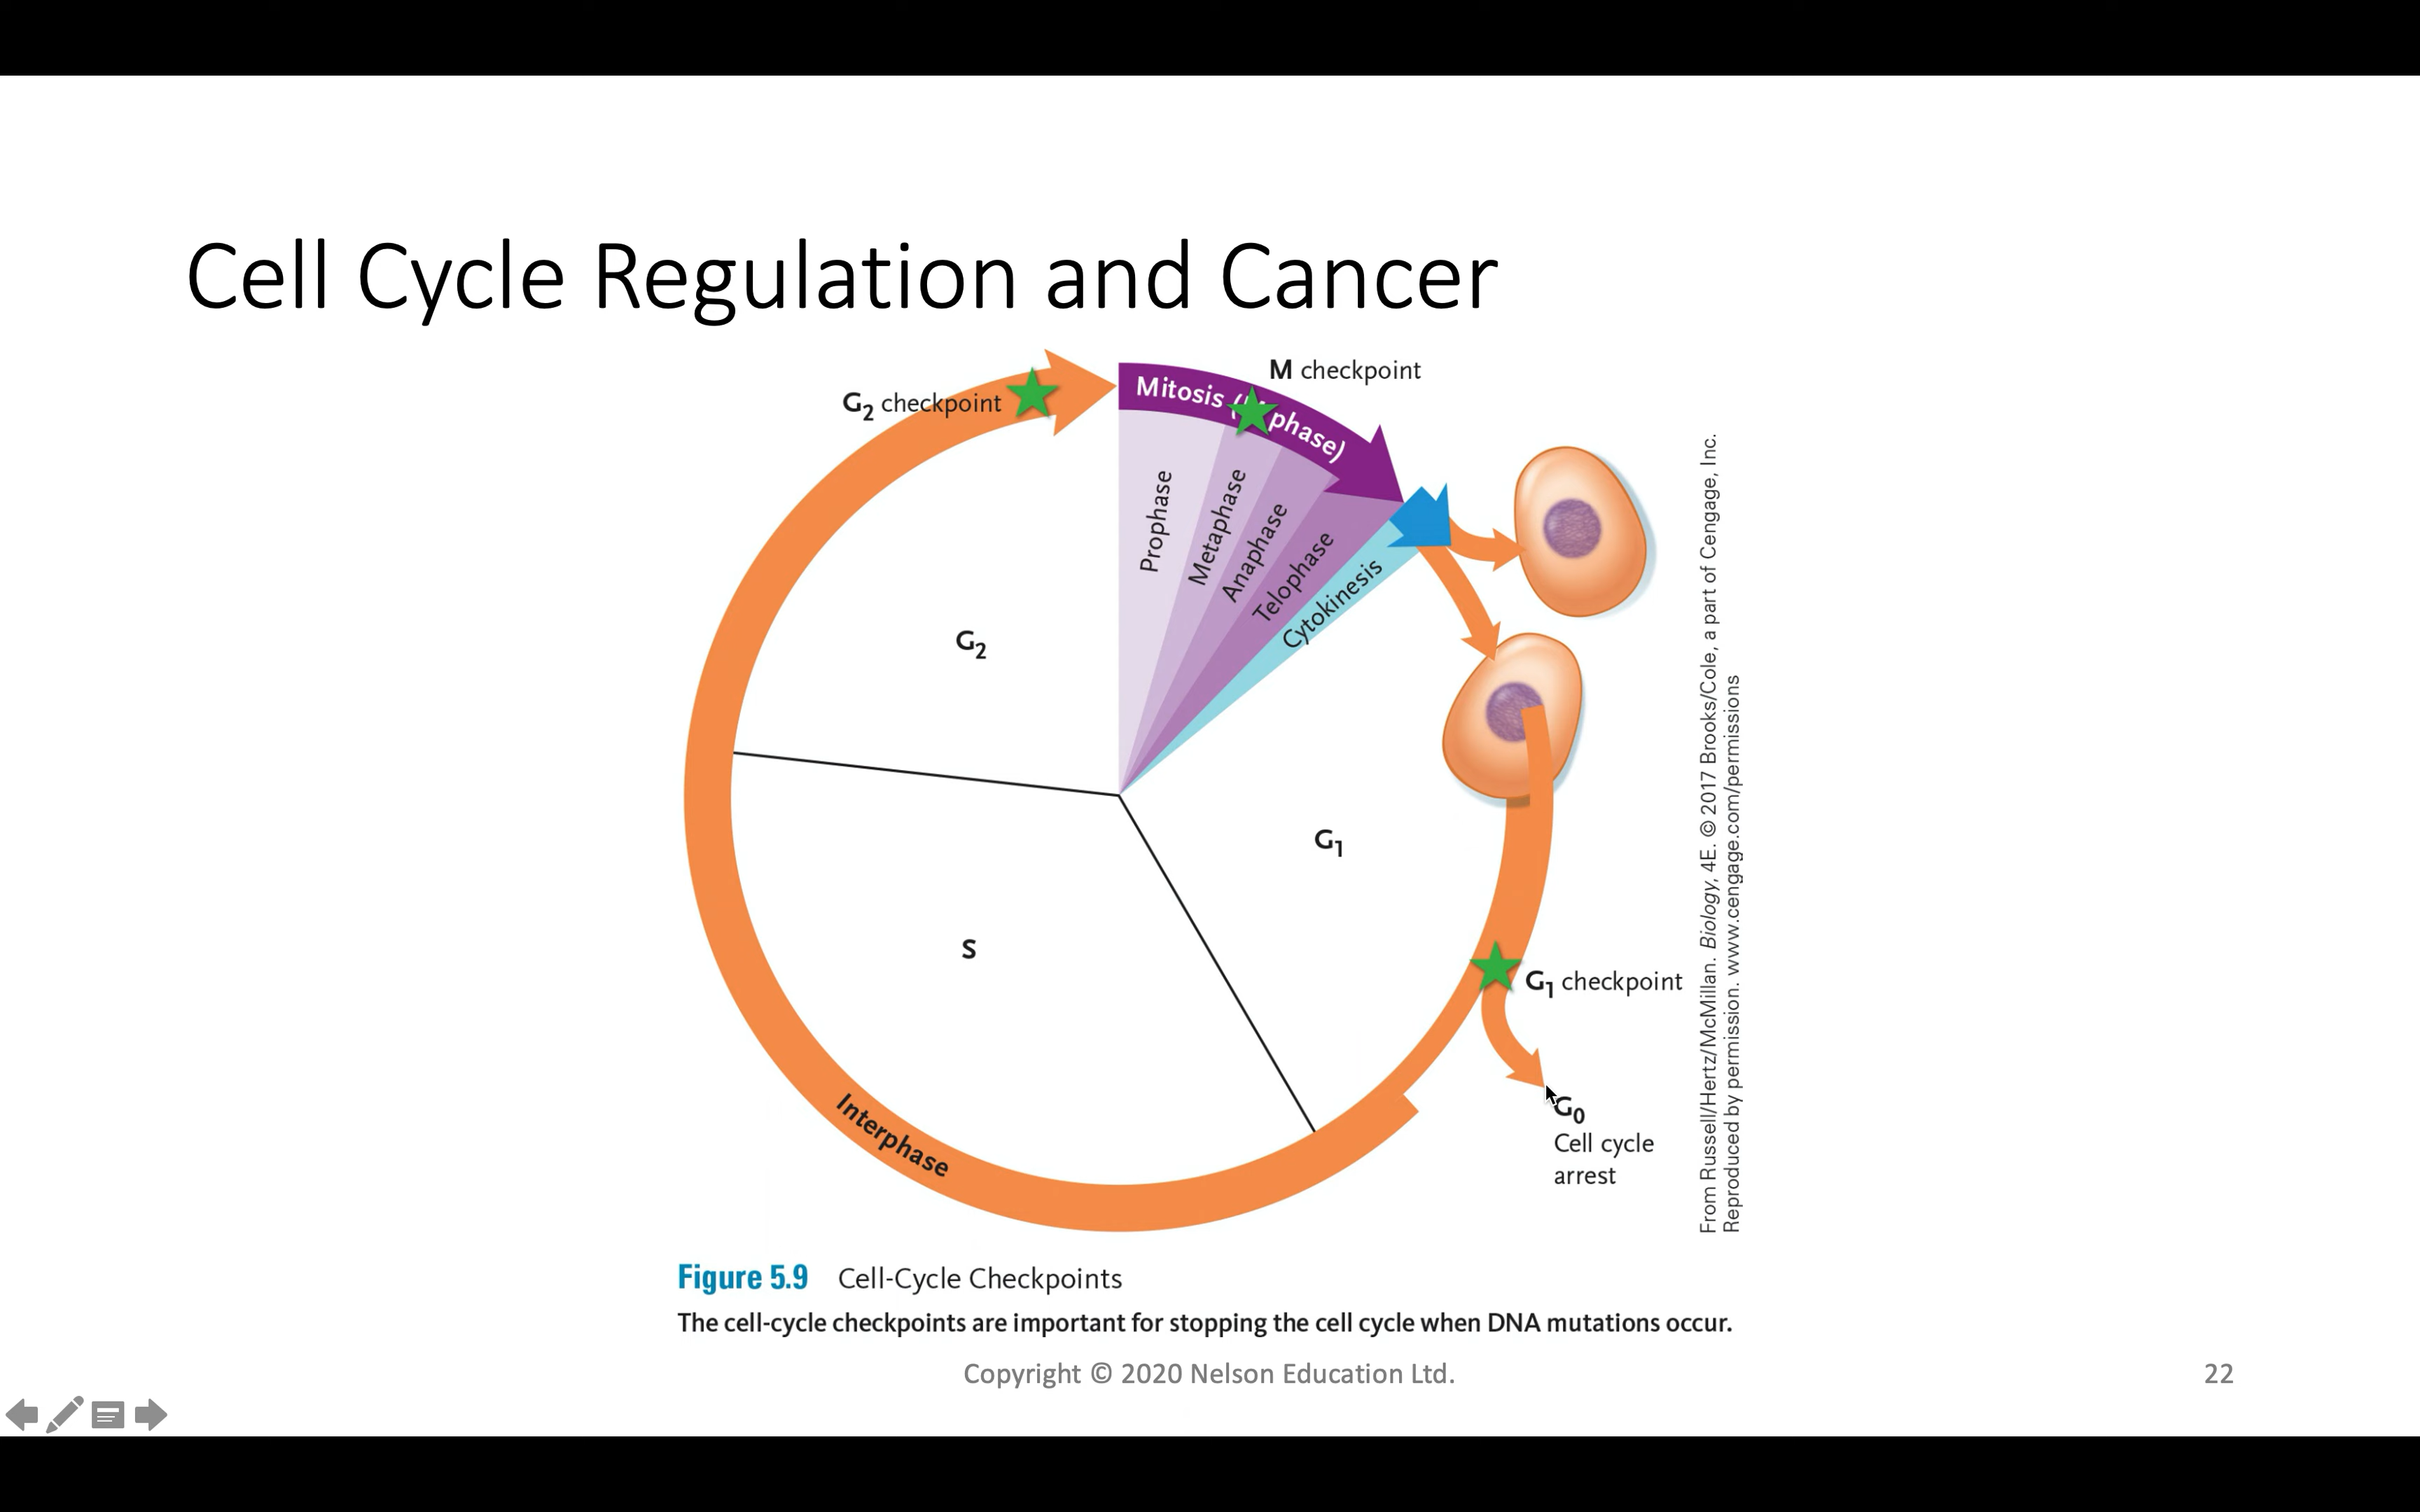 Cell Cycle Regulation and Cancer
M checkpoint
G₂ checkpoint
Mitosis ( phase)
Prophase
Metaphase
Anaphase
Telophase
Cytokinesis
G₂
G₁
S
G₁ checkpoint
G₀
Cell cycle
arrest
Interphase
From Russell/Hertz/McMillan. Biology, 4E. © 2017 Brooks/Cole, a part of Cengage, Inc.
Reproduced by permission. www.cengage.com/permissions
Figure 5.9 Cell-Cycle Checkpoints
The cell-cycle checkpoints are important for stopping the cell cycle when DNA mutations occur.
Copyright © 2020 Nelson Education Ltd.
22